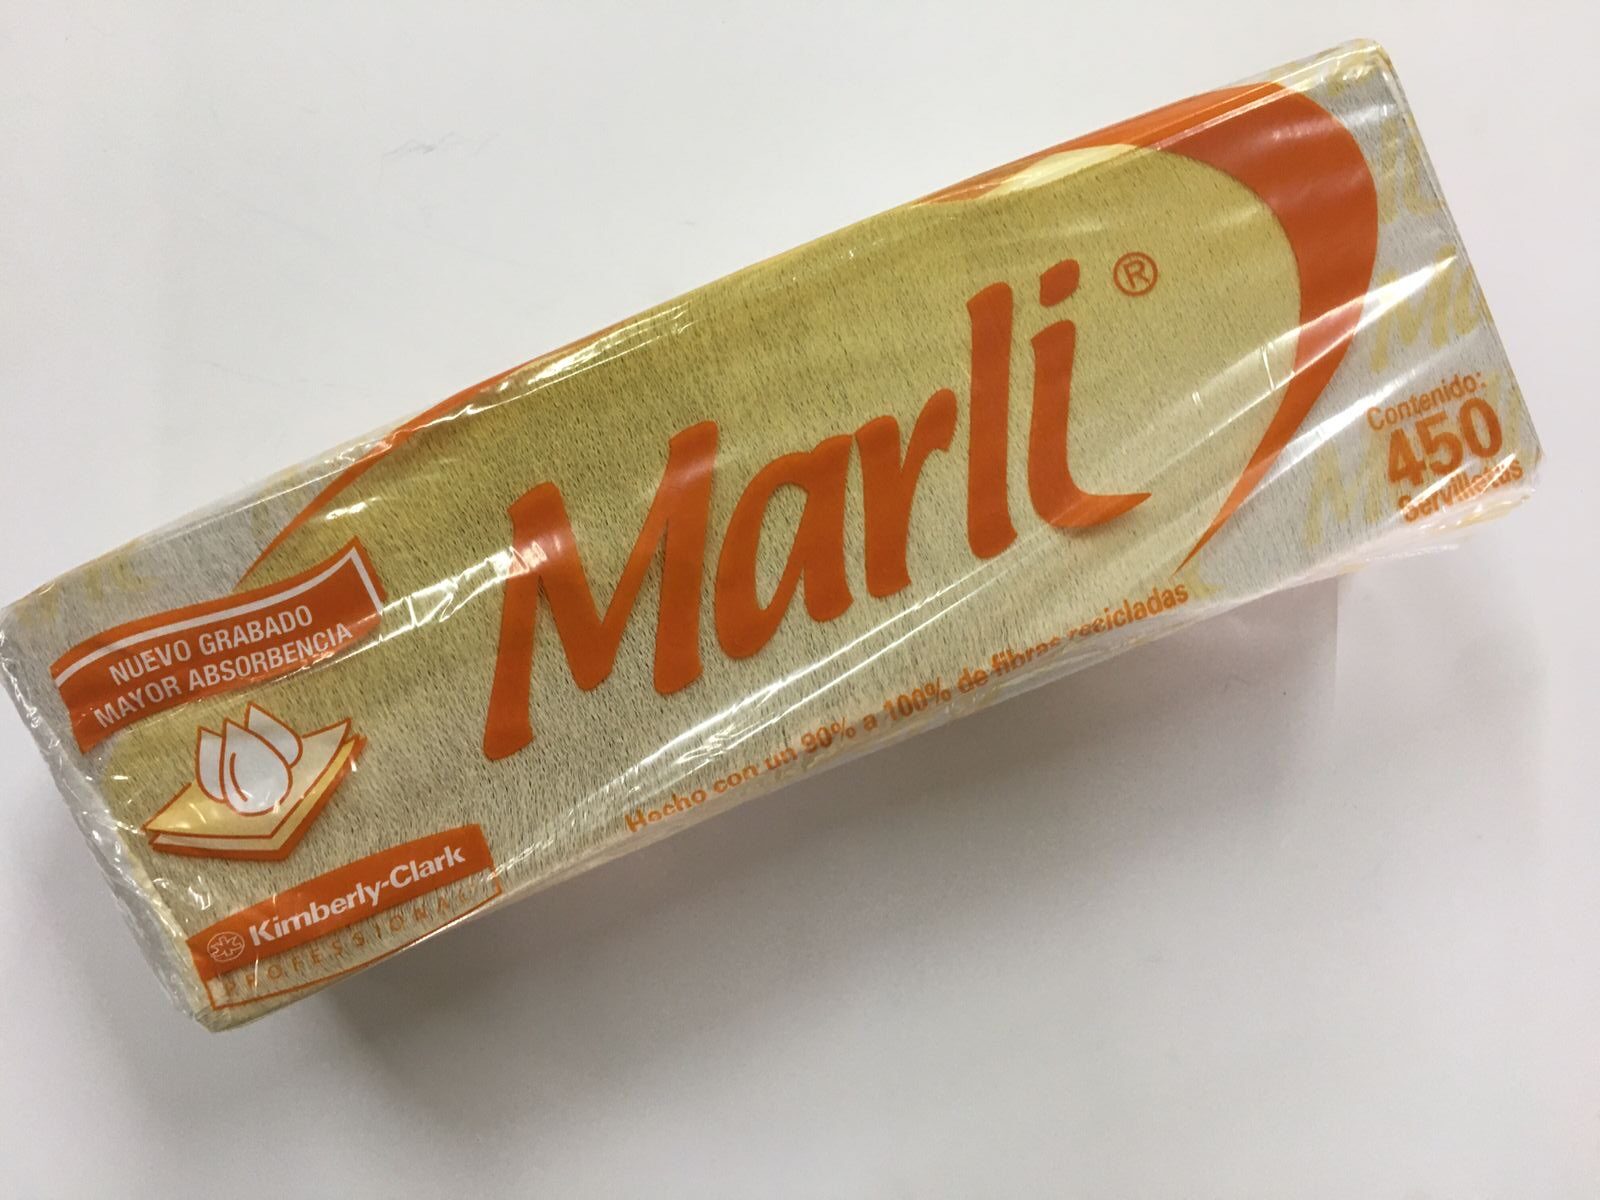 Marli ®
Contenido:
450
Servilletas
NUEVO GRABADO
MAYOR ABSORBENCIA
Hecho con un 90% a 100% de fibras recicladas
Kimberly-Clark
PROFESSIONAL